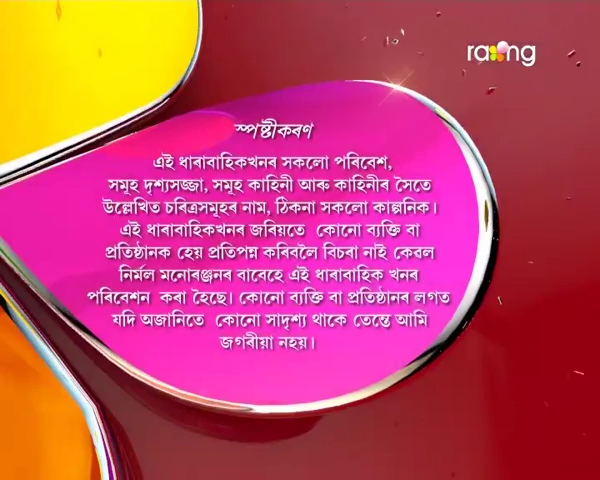 rang
স্পষ্টীকৰণ
এই ধাৰাবাহিকখনৰ সকলো পৰিবেশ,
সমূহ দৃশ্যসজ্জা, সমূহ কাহিনী আৰু কাহিনীৰ সৈতে
উল্লেখিত চৰিত্ৰসমূহৰ নাম, ঠিকনা সকলো কাল্পনিক।
এই ধাৰাবাহিকখনৰ জৰিয়তে কোনো ব্যক্তি বা
প্ৰতিষ্ঠানক হেয় প্ৰতিপন্ন কৰিবলৈ বিচৰা নাই কেৱল
নিৰ্মল মনোৰঞ্জনৰ বাবেহে এই ধাৰাবাহিক খনৰ
পৰিবেশন কৰা হৈছে। কোনো ব্যক্তি বা প্ৰতিষ্ঠানৰ লগত
যদি অজানিতে কোনো সাদৃশ্য থাকে তেন্তে আমি
জগৰীয়া নহয়।